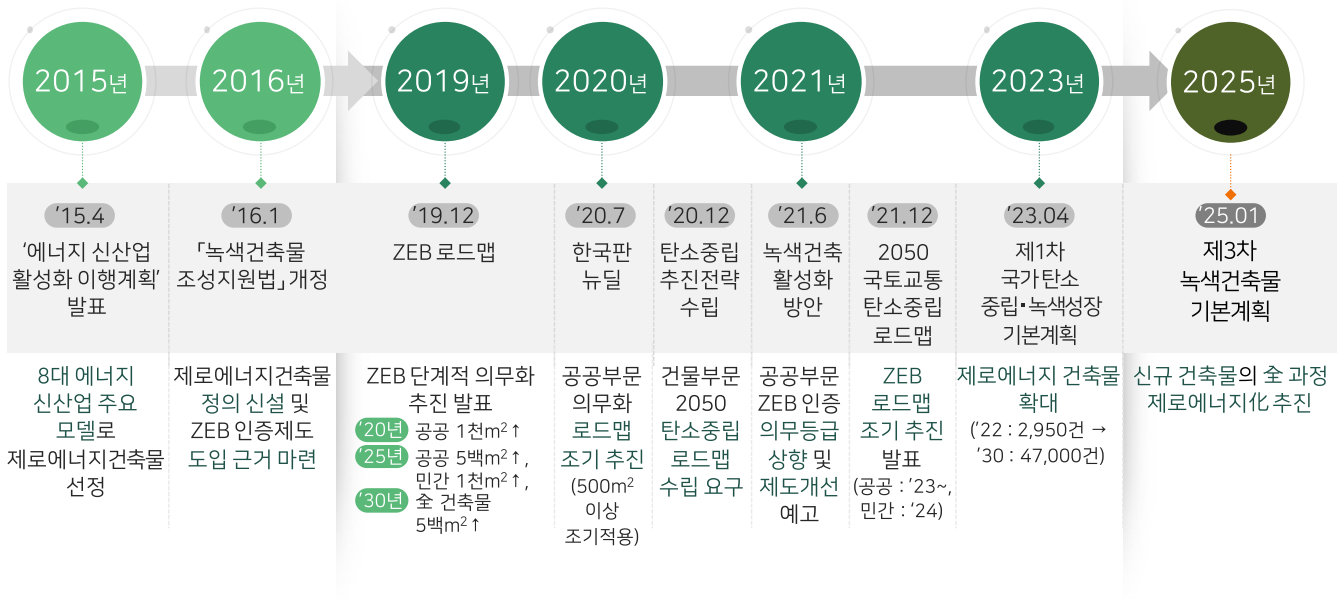 2015년
2016년
2019년
2020년
2021년
2023년
2025년
'15.4
'에너지 신산업
활성화 이행계획'
발표
'16.1
「녹색건축물
조성지원법」개정
'19.12
ZEB 로드맵
'20.7
한국판
뉴딜
'20.12
탄소중립
추진전략
수립
'21.6
녹색건축
활성화
방안
'21.12
2050
국토교통
탄소중립
로드맵
'23.04
제1차
국가 탄소
중립·녹색성장
기본계획
'25.01
제3차
녹색건축물
기본계획
8대 에너지
신산업 주요
모델로
제로에너지건축물
선정
제로에너지건축물
정의 신설 및
ZEB 인증제도
도입 근거 마련
ZEB 단계적 의무화
추진 발표
'20년 공공 1천m²↑
'25년 공공 5백m²↑,
민간 1천m²↑,
'30년 全 건축물
5백m²↑
공공부문
의무화
로드맵
조기 추진
(500m²
이상
조기적용)
건물부문
2050
탄소중립
로드맵
수립 요구
공공부문
ZEB 인증
의무등급
상향 및
제도개선
예고
ZEB
로드맵
조기 추진
발표
(공공 : '23~,
민간 : '24)
제로에너지 건축물
확대
('22 : 2,950건 →
'30 : 47,000건)
신규 건축물의 全 과정
제로에너지化 추진